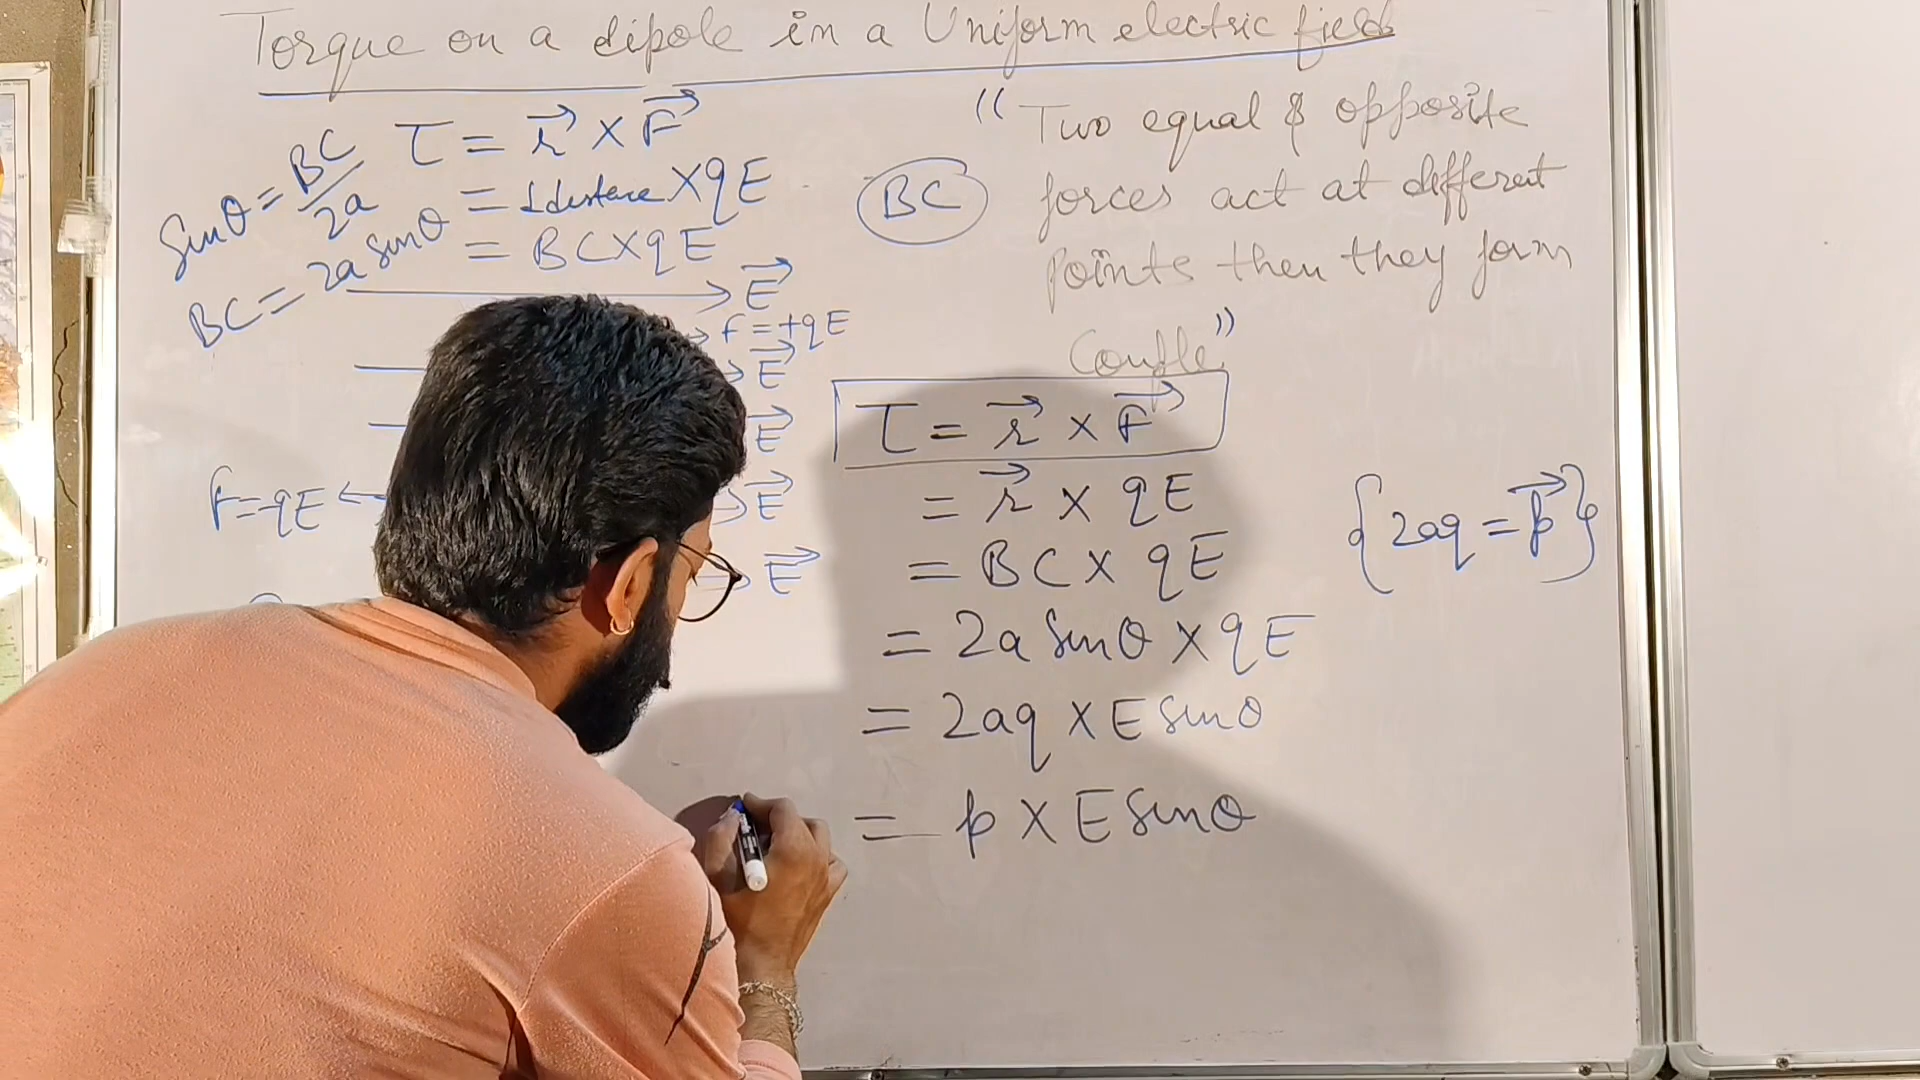 Torque on a dipole in a Uniform electric field
τ = r⃗ × F⃗
= ⊥distance × qE
= BC × qE
Sinθ = BC/2a
BC = 2a sinθ
E⃗
F = +qE
E⃗
E⃗
F = qE
E⃗
E⃗
BC
"Two equal & opposite
forces act at different
points then they form
Couple."
τ = r⃗ × F⃗
= r⃗ × qE
= BC × qE
= 2a Sinθ × qE
= 2aq × E Sinθ
= p × E Sinθ
{2aq = p⃗}